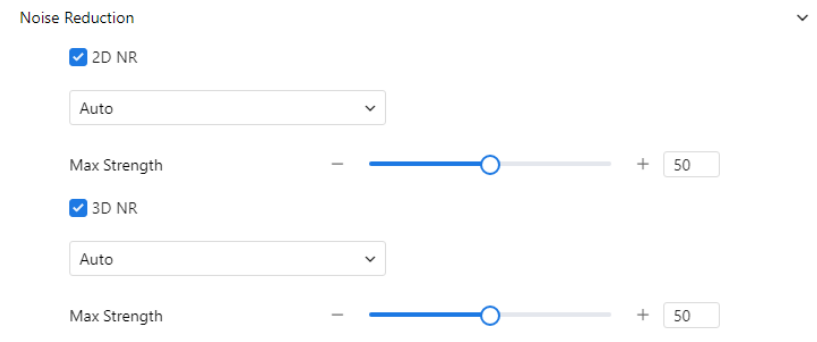 Noise Reduction
2D NR
Auto
Max Strength − + 50
3D NR
Auto
Max Strength − + 50